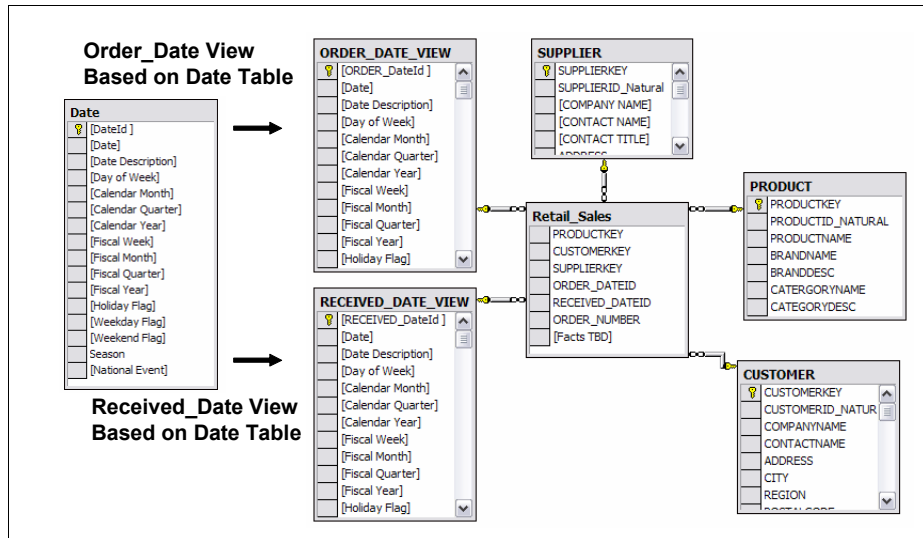 Order_Date View
Based on Date Table
Date
[DateId ]
[Date]
[Date Description]
[Day of Week]
[Calendar Month]
[Calendar Quarter]
[Calendar Year]
[Fiscal Week]
[Fiscal Month]
[Fiscal Quarter]
[Fiscal Year]
[Holiday Flag]
[Weekday Flag]
[Weekend Flag]
Season
[National Event]
Received_Date View
Based on Date Table
ORDER_DATE_VIEW
[ORDER_DateId ]
[Date]
[Date Description]
[Day of Week]
[Calendar Month]
[Calendar Quarter]
[Calendar Year]
[Fiscal Week]
[Fiscal Month]
[Fiscal Quarter]
[Fiscal Year]
[Holiday Flag]
RECEIVED_DATE_VIEW
[RECEIVED_DateId ]
[Date]
[Date Description]
[Day of Week]
[Calendar Month]
[Calendar Quarter]
[Calendar Year]
[Fiscal Week]
[Fiscal Month]
[Fiscal Quarter]
[Fiscal Year]
[Holiday Flag]
SUPPLIER
SUPPLIERKEY
SUPPLIERID_Natural
[COMPANY NAME]
[CONTACT NAME]
[CONTACT TITLE]
ADDRESS
Retail_Sales
PRODUCTKEY
CUSTOMERKEY
SUPPLIERKEY
ORDER_DATEID
RECEIVED_DATEID
ORDER_NUMBER
[Facts TBD]
PRODUCT
PRODUCTKEY
PRODUCTID_NATURAL
PRODUCTNAME
BRANDNAME
BRANDDESC
CATERGORYNAME
CATEGORYDESC
CUSTOMER
CUSTOMERKEY
CUSTOMERID_NATUR
COMPANYNAME
CONTACTNAME
ADDRESS
CITY
REGION
POSTALCODE